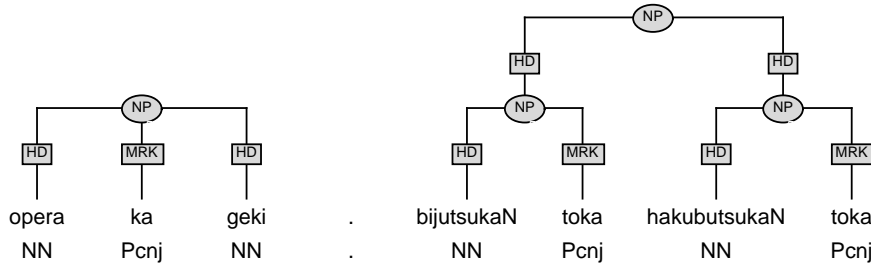 NP
HD HD
NP NP NP
HD MRK HD HD MRK HD MRK
opera ka geki . bijutsukaN toka hakubutsukaN toka
NN Pcnj NN . NN Pcnj NN Pcnj